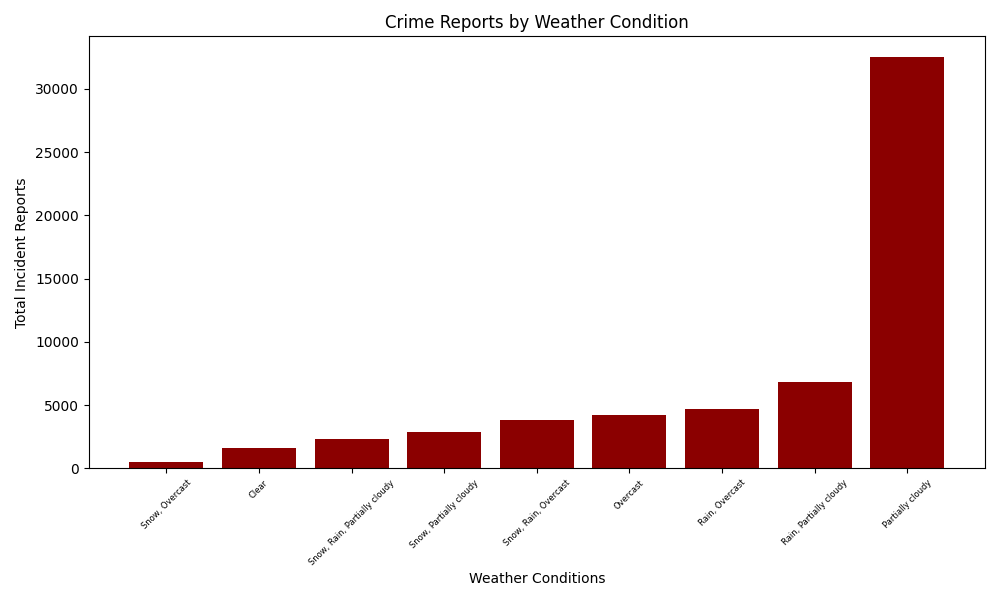 Crime Reports by Weather Condition
Total Incident Reports
30000
25000
20000
15000
10000
5000
0
Snow, Overcast
Clear
Snow, Rain, Partially cloudy
Snow, Partially cloudy
Snow, Rain, Overcast
Overcast
Rain, Overcast
Rain, Partially cloudy
Partially cloudy
Weather Conditions